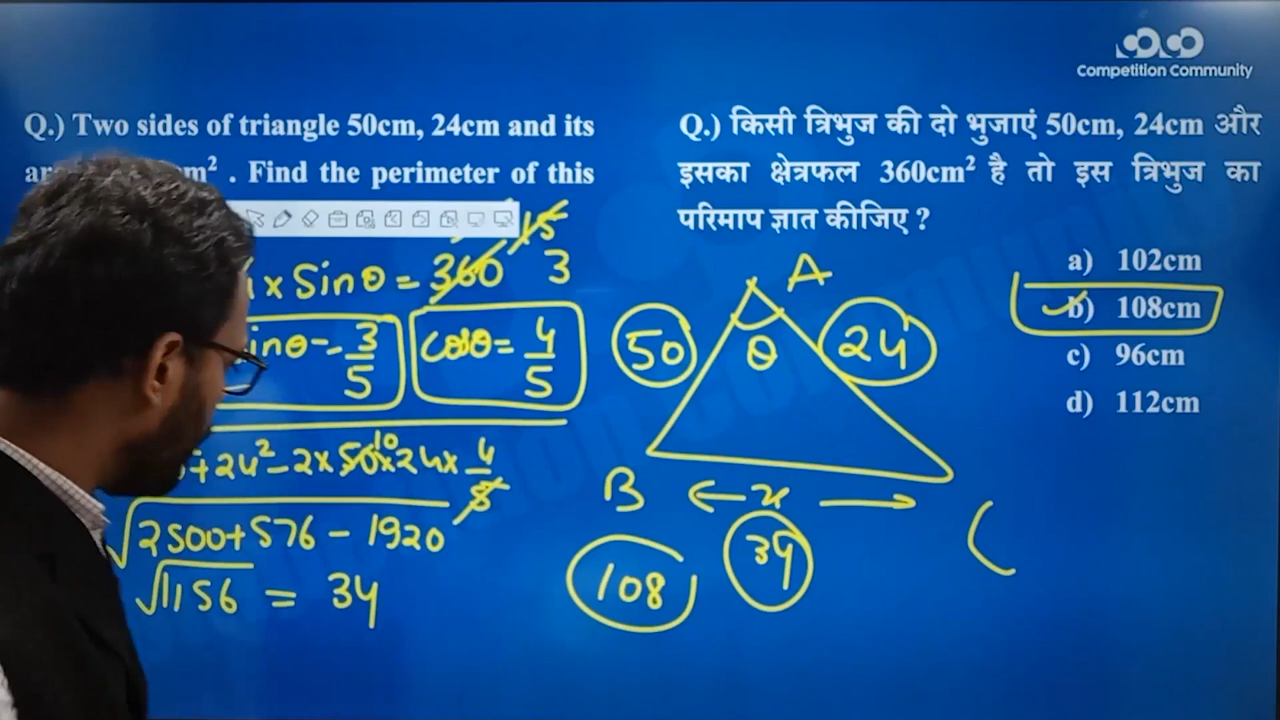 Competition Community
Q.) Two sides of triangle 50cm, 24cm and its
m² . Find the perimeter of this
Q.) किसी त्रिभुज की दो भुजाएं 50cm, 24cm और
इसका क्षेत्रफल 360cm² है तो इस त्रिभुज का
परिमाप ज्ञात कीजिए ?
a) 102cm
b) 108cm
c) 96cm
d) 112cm
x Sinθ = 360 15
3
inθ = 3/5
cosθ = 4/5
+ 24² - 2 x 50 x 24 x 4/5
10
√2500 + 576 - 1920
√1156 = 34
A
50
θ
24
B
x
C
34
108